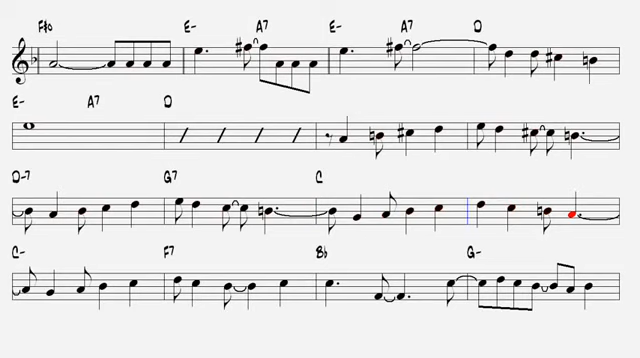 F#o E- A7 E- A7 D
E- A7 D
D-7 G7 C
C- F7 Bb G-